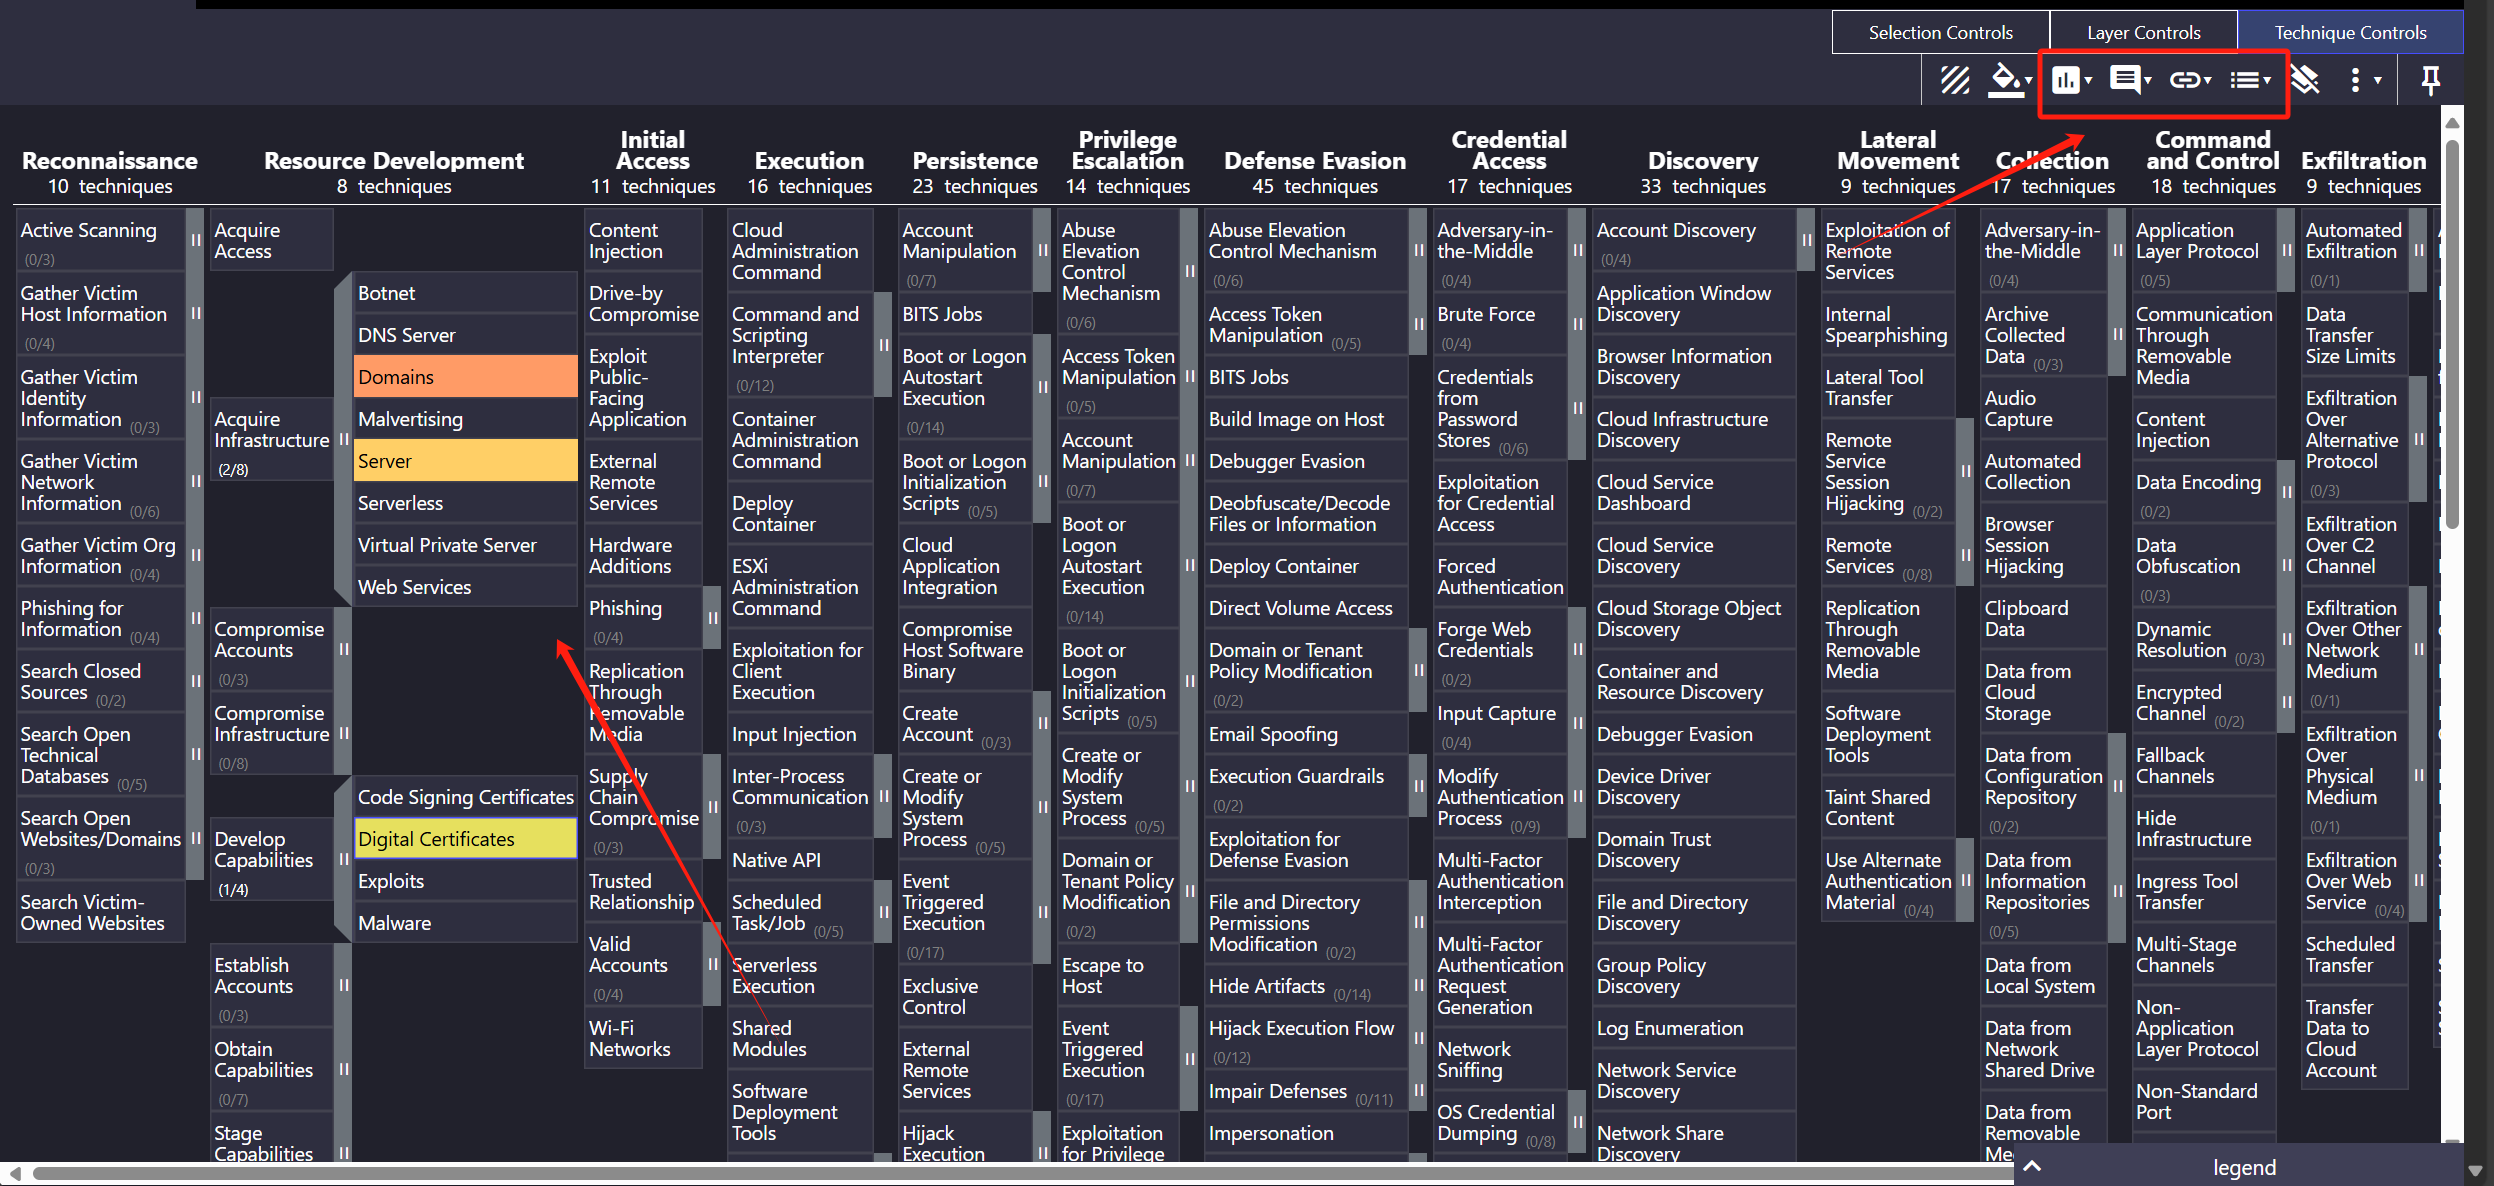 Selection Controls
Layer Controls
Technique Controls
Reconnaissance
10 techniques
Active Scanning
(0/3)
Gather Victim
Host Information
(0/4)
Gather Victim
Identity
Information (0/3)
Gather Victim
Network
Information (0/6)
Gather Victim Org
Information (0/4)
Phishing for
Information (0/4)
Search Closed
Sources (0/2)
Search Open
Technical
Databases (0/5)
Search Open
Websites/Domains
(0/3)
Search Victim-
Owned Websites
Resource Development
8 techniques
Acquire
Access
Acquire
Infrastructure
(2/8)
Botnet
DNS Server
Domains
Malvertising
Server
Serverless
Virtual Private Server
Web Services
Compromise
Accounts
(0/3)
Compromise
Infrastructure
(0/8)
Develop
Capabilities
(1/4)
Code Signing Certificates
Digital Certificates
Exploits
Malware
Establish
Accounts
(0/3)
Obtain
Capabilities
(0/7)
Stage
Capabilities
Initial
Access
11 techniques
Content
Injection
Drive-by
Compromise
Exploit
Public-
Facing
Application
External
Remote
Services
Hardware
Additions
Phishing
(0/4)
Replication
Through
Removable
Media
Supply
Chain
Compromise
(0/3)
Trusted
Relationship
Valid
Accounts
(0/4)
Wi-Fi
Networks
Execution
16 techniques
Cloud
Administration
Command
Command and
Scripting
Interpreter
(0/12)
Container
Administration
Command
Deploy
Container
ESXi
Administration
Command
Exploitation for
Client
Execution
Input Injection
Inter-Process
Communication
(0/3)
Native API
Scheduled
Task/Job (0/5)
Serverless
Execution
Shared
Modules
Software
Deployment
Tools
Persistence
23 techniques
Account
Manipulation
(0/7)
BITS Jobs
Boot or Logon
Autostart
Execution
(0/14)
Boot or Logon
Initialization
Scripts (0/5)
Cloud
Application
Integration
Compromise
Host Software
Binary
Create
Account (0/3)
Create or
Modify
System
Process (0/5)
Event
Triggered
Execution
(0/17)
Exclusive
Control
External
Remote
Services
Hijack
Execution
Privilege
Escalation
14 techniques
Abuse
Elevation
Control
Mechanism
(0/6)
Access Token
Manipulation
(0/5)
Account
Manipulation
(0/7)
Boot or
Logon
Autostart
Execution
(0/14)
Boot or
Logon
Initialization
Scripts (0/5)
Create or
Modify
System
Process (0/5)
Domain or
Tenant Policy
Modification
(0/2)
Escape to
Host
Event
Triggered
Execution
(0/17)
Exploitation
for Privilege
Defense Evasion
45 techniques
Abuse Elevation
Control Mechanism
(0/6)
Access Token
Manipulation (0/5)
BITS Jobs
Build Image on Host
Debugger Evasion
Deobfuscate/Decode
Files or Information
Deploy Container
Direct Volume Access
Domain or Tenant
Policy Modification
(0/2)
Email Spoofing
Execution Guardrails
(0/2)
Exploitation for
Defense Evasion
File and Directory
Permissions
Modification (0/2)
Hide Artifacts (0/14)
Hijack Execution Flow
(0/12)
Impair Defenses (0/11)
Impersonation
Credential
Access
17 techniques
Adversary-in-
the-Middle
(0/4)
Brute Force
(0/4)
Credentials
from
Password
Stores (0/6)
Exploitation
for Credential
Access
Forced
Authentication
Forge Web
Credentials
(0/2)
Input Capture
(0/4)
Modify
Authentication
Process (0/9)
Multi-Factor
Authentication
Interception
Multi-Factor
Authentication
Request
Generation
Network
Sniffing
OS Credential
Dumping (0/8)
Discovery
33 techniques
Account Discovery
(0/4)
Application Window
Discovery
Browser Information
Discovery
Cloud Infrastructure
Discovery
Cloud Service
Dashboard
Cloud Service
Discovery
Cloud Storage Object
Discovery
Container and
Resource Discovery
Debugger Evasion
Device Driver
Discovery
Domain Trust
Discovery
File and Directory
Discovery
Group Policy
Discovery
Log Enumeration
Network Service
Discovery
Network Share
Discovery
Lateral
Movement
9 techniques
Exploitation of
Remote
Services
Internal
Spearphishing
Lateral Tool
Transfer
Remote
Service
Session
Hijacking (0/2)
Remote
Services (0/8)
Replication
Through
Removable
Media
Software
Deployment
Tools
Taint Shared
Content
Use Alternate
Authentication
Material (0/4)
Collection
17 techniques
Adversary-in-
the-Middle
(0/4)
Archive
Collected
Data (0/3)
Audio
Capture
Automated
Collection
Browser
Session
Hijacking
Clipboard
Data
Data from
Cloud
Storage
Data from
Configuration
Repository
(0/2)
Data from
Information
Repositories
(0/5)
Data from
Local System
Data from
Network
Shared Drive
Data from
Removable
Command
and Control
18 techniques
Application
Layer Protocol
(0/5)
Communication
Through
Removable
Media
Content
Injection
Data Encoding
(0/2)
Data
Obfuscation
(0/3)
Dynamic
Resolution (0/3)
Encrypted
Channel (0/2)
Fallback
Channels
Hide
Infrastructure
Ingress Tool
Transfer
Multi-Stage
Channels
Non-
Application
Layer Protocol
Non-Standard
Port
Exfiltration
9 techniques
Automated
Exfiltration
(0/1)
Data
Transfer
Size Limits
Exfiltration
Over
Alternative
Protocol
(0/3)
Exfiltration
Over C2
Channel
Exfiltration
Over Other
Network
Medium
(0/1)
Exfiltration
Over
Physical
Medium
(0/1)
Exfiltration
Over Web
Service (0/4)
Scheduled
Transfer
Transfer
Data to
Cloud
Account
legend